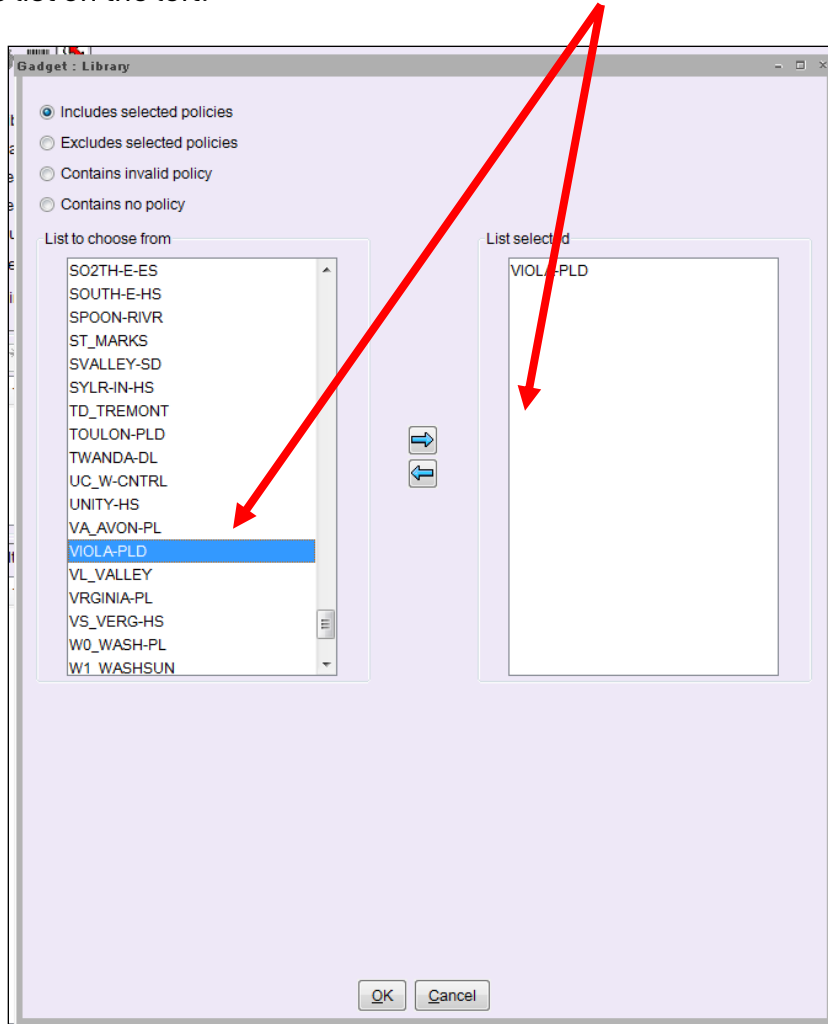 list on the left.
Gadget : Library
Includes selected policies
Excludes selected policies
Contains invalid policy
Contains no policy
List to choose from
List selected
SO2TH-E-ES
SOUTH-E-HS
SPOON-RIVR
ST_MARKS
SVALLEY-SD
SYLR-IN-HS
TD_TREMONT
TOULON-PLD
TWANDA-DL
UC_W-CNTRL
UNITY-HS
VA_AVON-PL
VIOLA-PLD
VL_VALLEY
VRGINIA-PL
VS_VERG-HS
W0_WASH-PL
W1_WASHSUN
VIOLA-PLD
OK Cancel